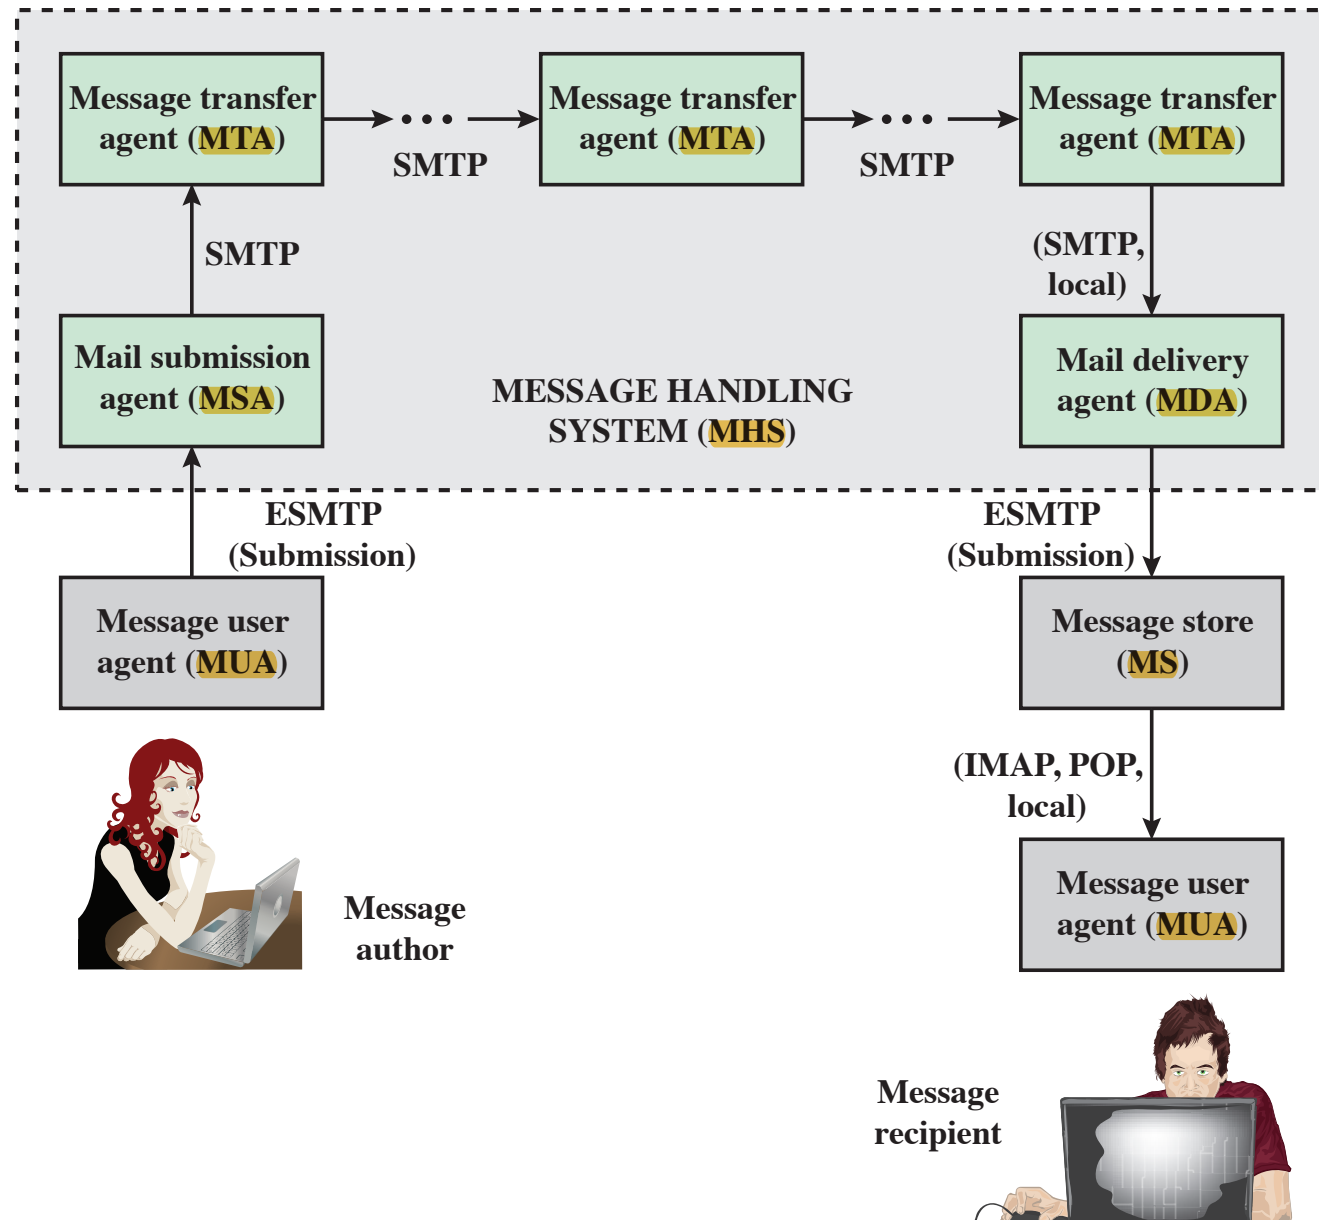 Message transfer
agent (MTA)
SMTP
Message transfer
agent (MTA)
SMTP
Message transfer
agent (MTA)
SMTP
(SMTP,
local)
Mail submission
agent (MSA)
MESSAGE HANDLING
SYSTEM (MHS)
Mail delivery
agent (MDA)
ESMTP
(Submission)
ESMTP
(Submission)
Message user
agent (MUA)
Message store
(MS)
(IMAP, POP,
local)
Message user
agent (MUA)
Message
author
Message
recipient